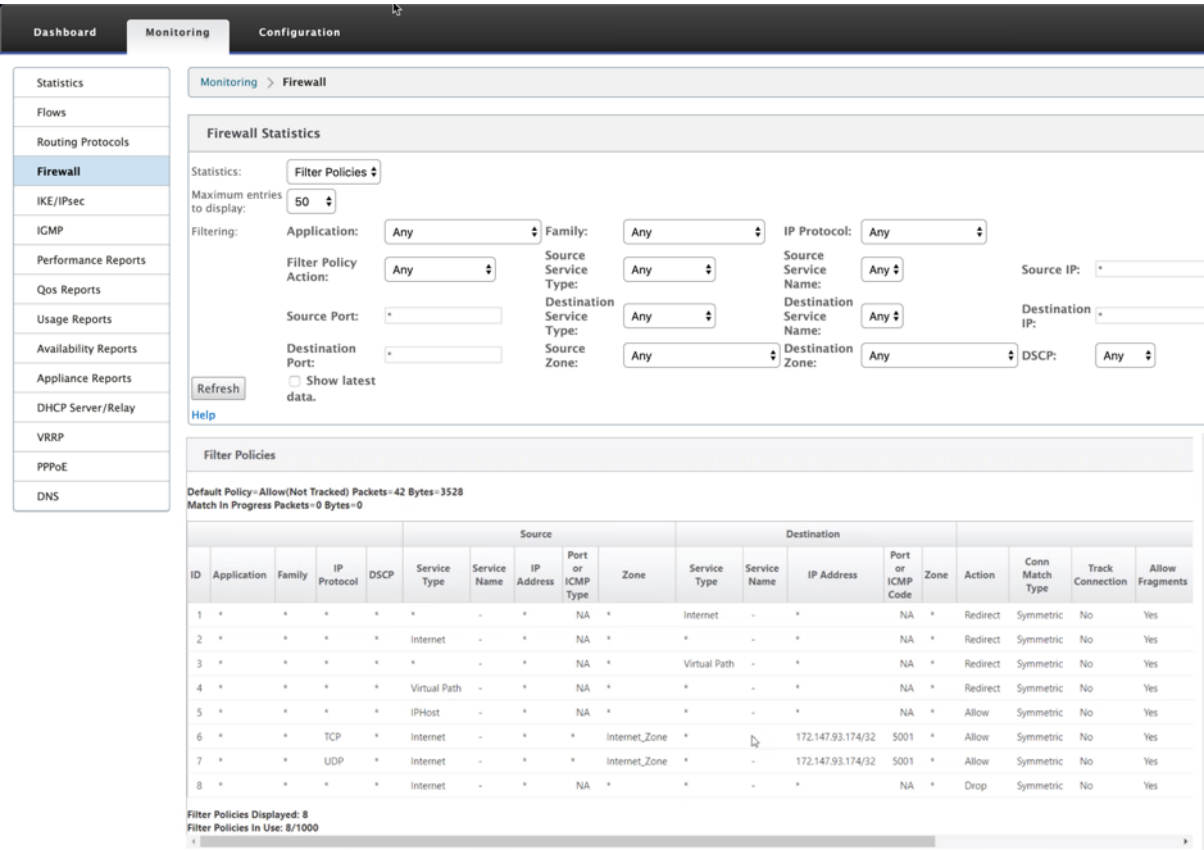 Dashboard Monitoring Configuration
Statistics
Flows
Routing Protocols
Firewall
IKE/IPsec
IGMP
Performance Reports
Qos Reports
Usage Reports
Availability Reports
Appliance Reports
DHCP Server/Relay
VRRP
PPPoE
DNS
Monitoring > Firewall
Firewall Statistics
Statistics: Filter Policies
Maximum entries
to display: 50
Filtering: Application: Any Family: Any IP Protocol: Any
Filter Policy
Action: Any
Source
Service
Type: Any
Source
Service
Name: Any
Source IP: *
Source Port: *
Destination
Service
Type: Any
Destination
Service
Name: Any
Destination
IP: *
Destination
Port: *
Source
Zone: Any
Destination
Zone: Any
DSCP: Any
Refresh
Show latest
data.
Help
Filter Policies
Default Policy=Allow(Not Tracked) Packets=42 Bytes=3528
Match In Progress Packets=0 Bytes=0
Source Destination
ID Application Family IP Protocol DSCP Service Type Service Name IP Address Port or ICMP Type Zone Service Type Service Name IP Address Port or ICMP Code Zone Action Conn Match Type Track Connection Allow Fragments
1 * * * * * - * NA * Internet - * NA * Redirect Symmetric No Yes
2 * * * * Internet - * NA * * - * NA * Redirect Symmetric No Yes
3 * * * * * - * NA * Virtual Path - * NA * Redirect Symmetric No Yes
4 * * * * Virtual Path - * NA * * - * NA * Redirect Symmetric No Yes
5 * * * * IPHost - * NA * * - * NA * Allow Symmetric No Yes
6 * * TCP * Internet - * * Internet_Zone * - 172.147.93.174/32 5001 * Allow Symmetric No Yes
7 * * UDP * Internet - * * Internet_Zone * - 172.147.93.174/32 5001 * Allow Symmetric No Yes
8 * * * * Internet - * NA * * - * NA * Drop Symmetric No Yes
Filter Policies Displayed: 8
Filter Policies In Use: 8/1000